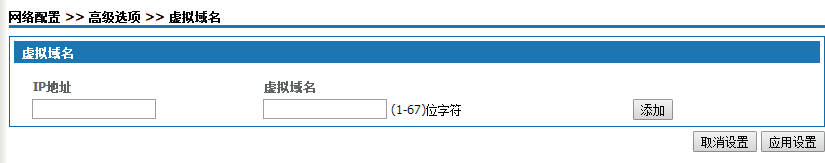 网络配置 >> 高级选项 >> 虚拟域名
虚拟域名
IP地址 虚拟域名
(1-67)位字符 添加
取消设置 应用设置